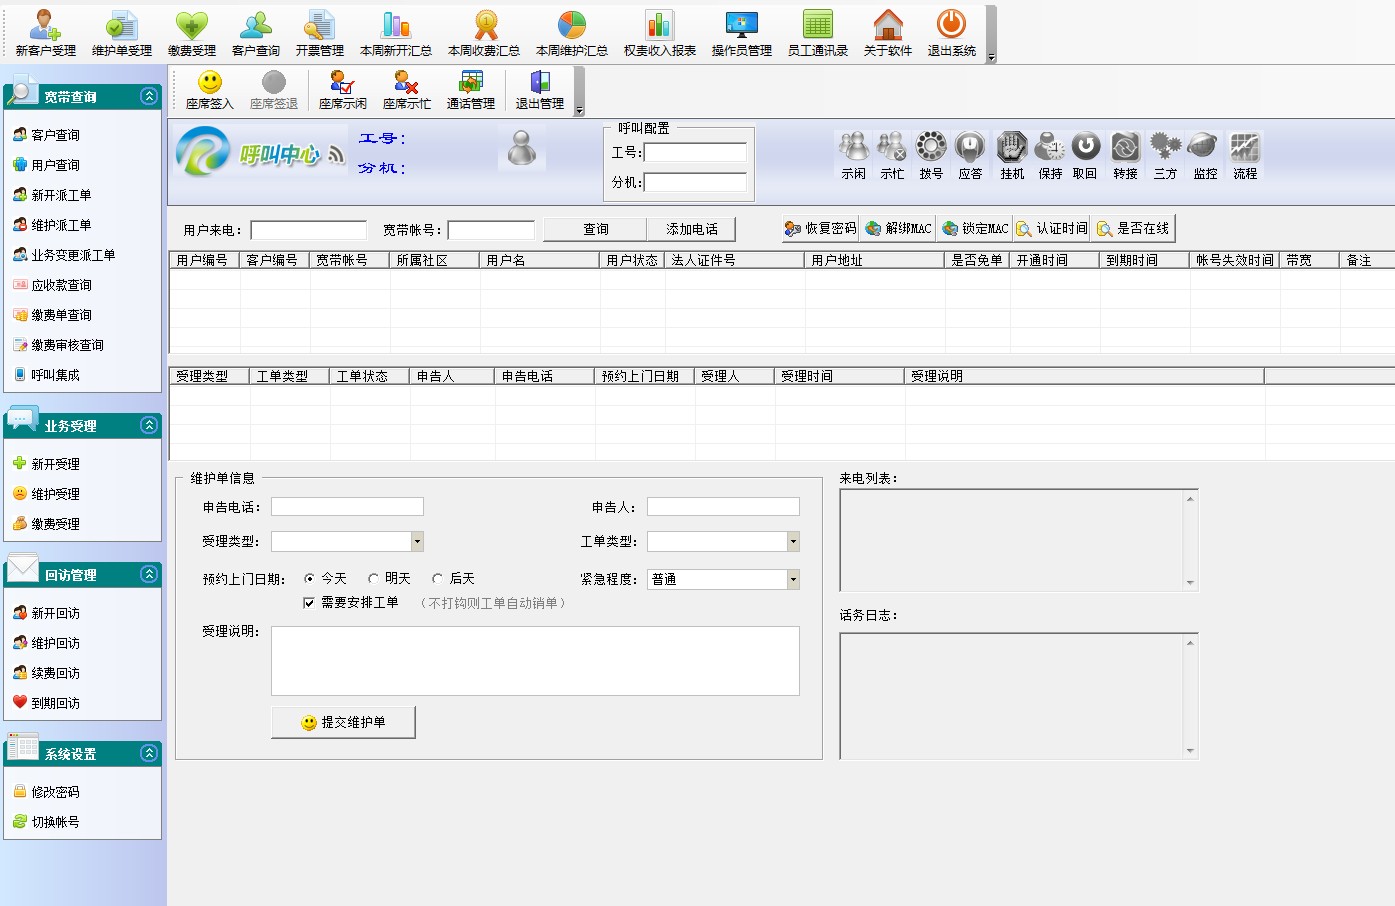 新客户受理 维护单受理 缴费受理 客户查询 开票管理 本周新开汇总 本周收费汇总 本周维护汇总 权责收入报表 操作员管理 员工通讯录 关于软件 退出系统
座席签入 座席签退 座席示闲 座席示忙 通话管理 退出管理
宽带查询
客户查询
用户查询
新开派工单
维护派工单
业务变更派工单
应收款查询
缴费单查询
缴费审核查询
呼叫集成
业务受理
新开受理
维护受理
缴费受理
回访管理
新开回访
维护回访
续费回访
到期回访
系统设置
修改密码
切换帐号
呼叫中心
工号:
分机:
呼叫配置
工号:
分机:
示闲 示忙 拨号 应答 挂机 保持 取回 转接 三方 监控 流程
用户来电: 宽带帐号: 查询 添加电话 恢复密码 解绑MAC 锁定MAC 认证时间 是否在线
用户编号 客户编号 宽带帐号 所属社区 用户名 用户状态 法人证件号 用户地址 是否免单 开通时间 到期时间 帐号失效时间 带宽 备注
受理类型 工单类型 工单状态 申告人 申告电话 预约上门日期 受理人 受理时间 受理说明
维护单信息
申告电话: 申告人:
受理类型: 工单类型:
预约上门日期: 今天 明天 后天 紧急程度: 普通
需要安排工单 （不打钩则工单自动销单）
受理说明:
提交维护单
来电列表:
话务日志: